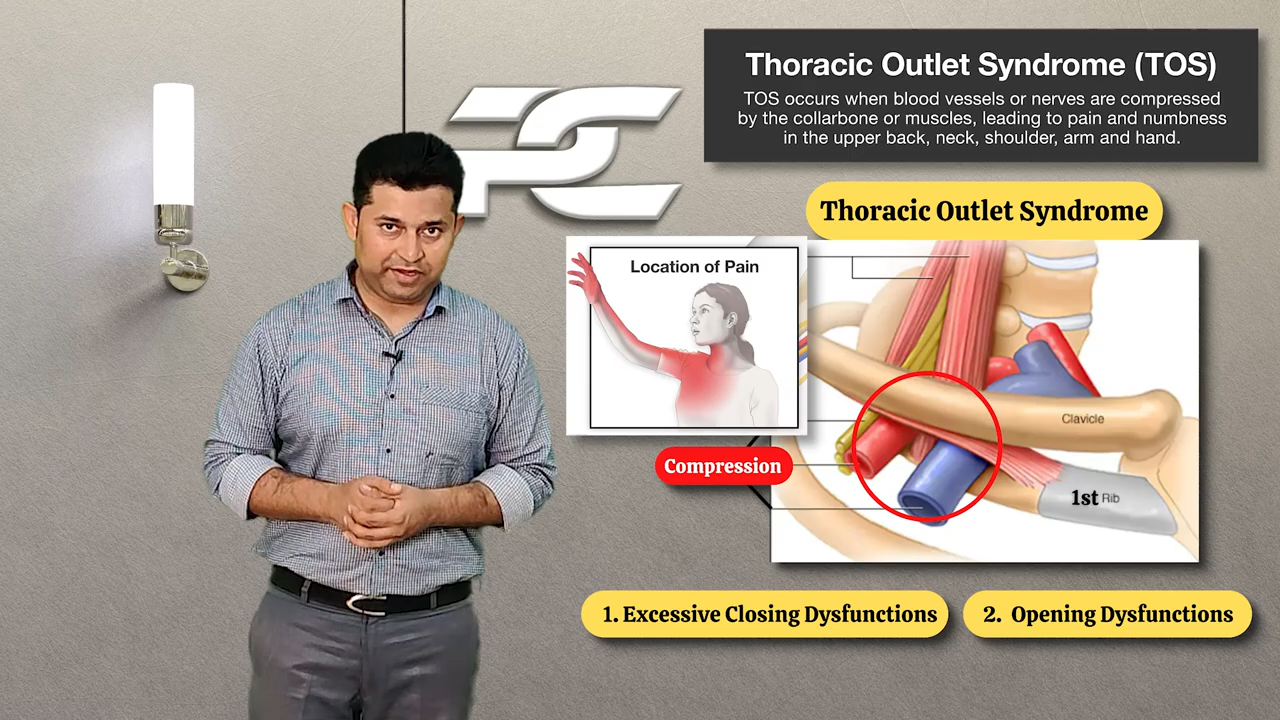 Thoracic Outlet Syndrome (TOS)
TOS occurs when blood vessels or nerves are compressed
by the collarbone or muscles, leading to pain and numbness
in the upper back, neck, shoulder, arm and hand.
PC
Thoracic Outlet Syndrome
Location of Pain
Clavicle
Compression
1st Rib
1. Excessive Closing Dysfunctions
2. Opening Dysfunctions